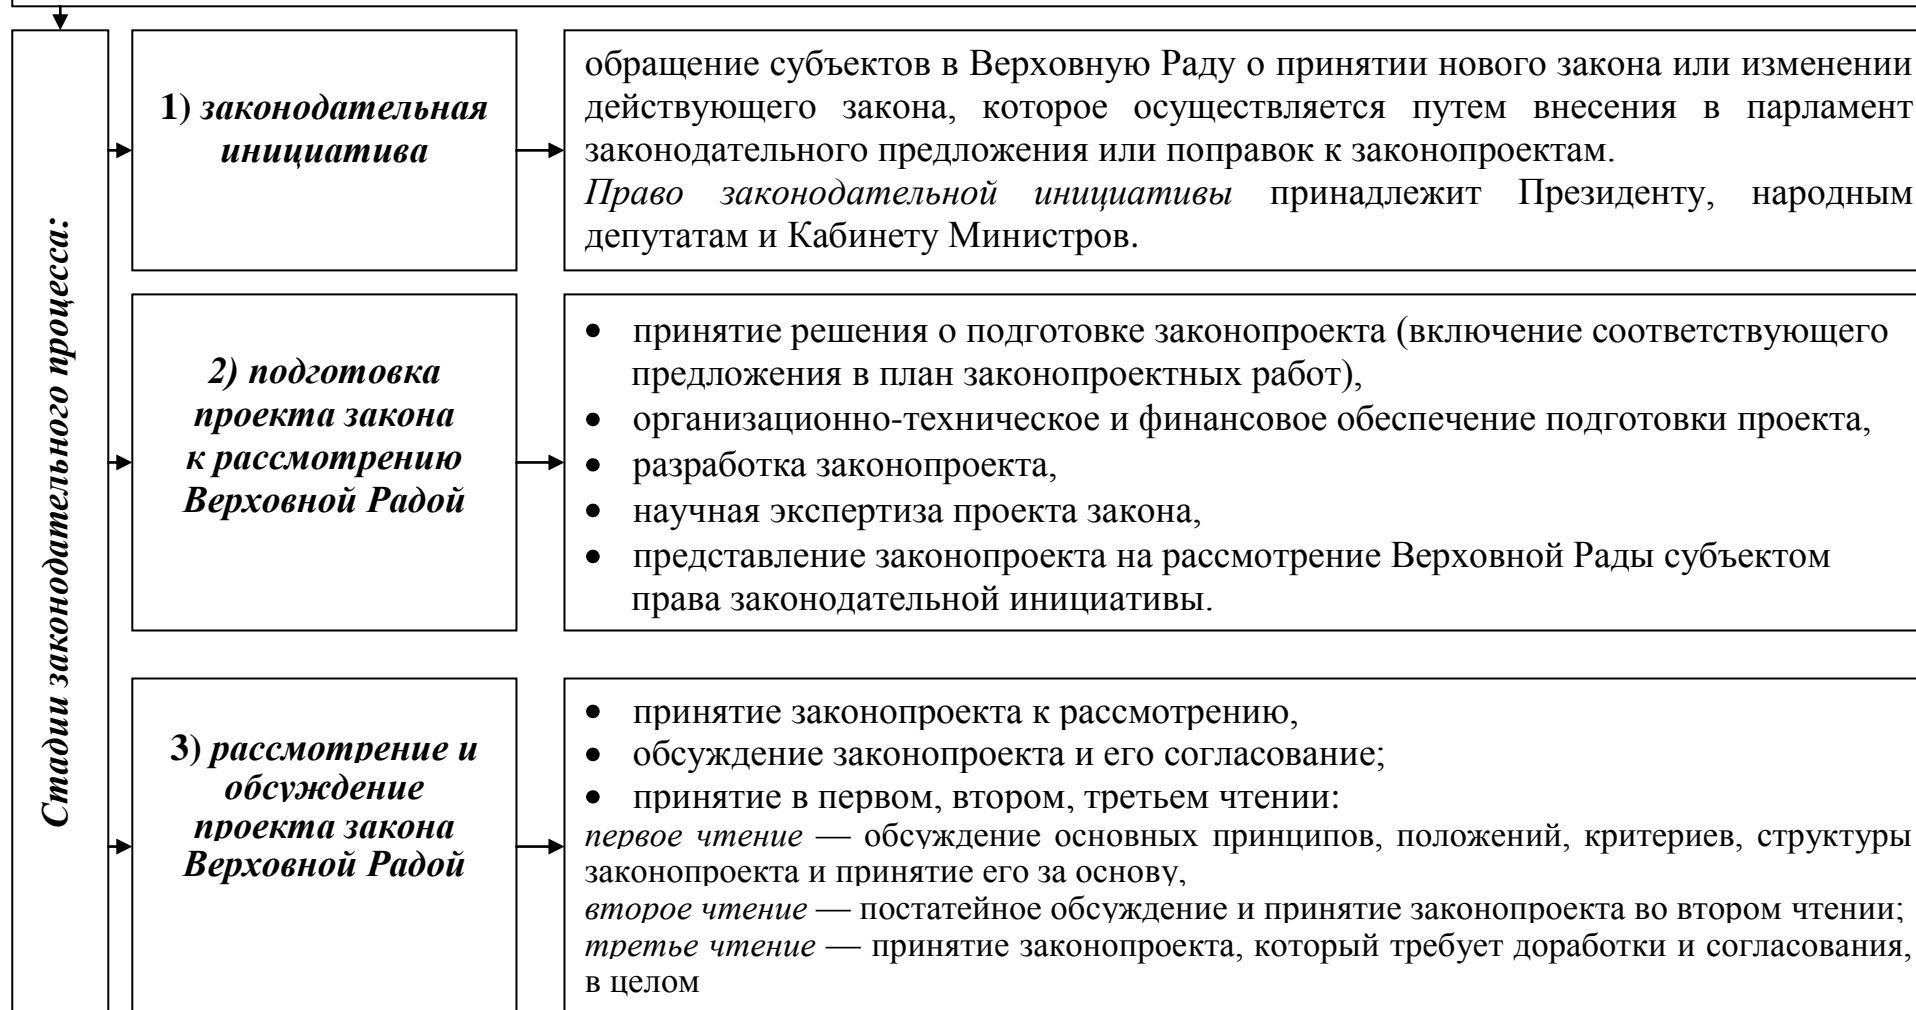 Стадии законодательного процесса:
1) законодательная
инициатива
обращение субъектов в Верховную Раду о принятии нового закона или изменении
действующего закона, которое осуществляется путем внесения в парламент
законодательного предложения или поправок к законопроектам.
Право законодательной инициативы принадлежит Президенту, народным
депутатам и Кабинету Министров.
2) подготовка
проекта закона
к рассмотрению
Верховной Радой
• принятие решения о подготовке законопроекта (включение соответствующего
предложения в план законопроектных работ),
• организационно-техническое и финансовое обеспечение подготовки проекта,
• разработка законопроекта,
• научная экспертиза проекта закона,
• представление законопроекта на рассмотрение Верховной Рады субъектом
права законодательной инициативы.
3) рассмотрение и
обсуждение
проекта закона
Верховной Радой
• принятие законопроекта к рассмотрению,
• обсуждение законопроекта и его согласование;
• принятие в первом, втором, третьем чтении:
первое чтение — обсуждение основных принципов, положений, критериев, структуры
законопроекта и принятие его за основу,
второе чтение — постатейное обсуждение и принятие законопроекта во втором чтении;
третье чтение — принятие законопроекта, который требует доработки и согласования,
в целом